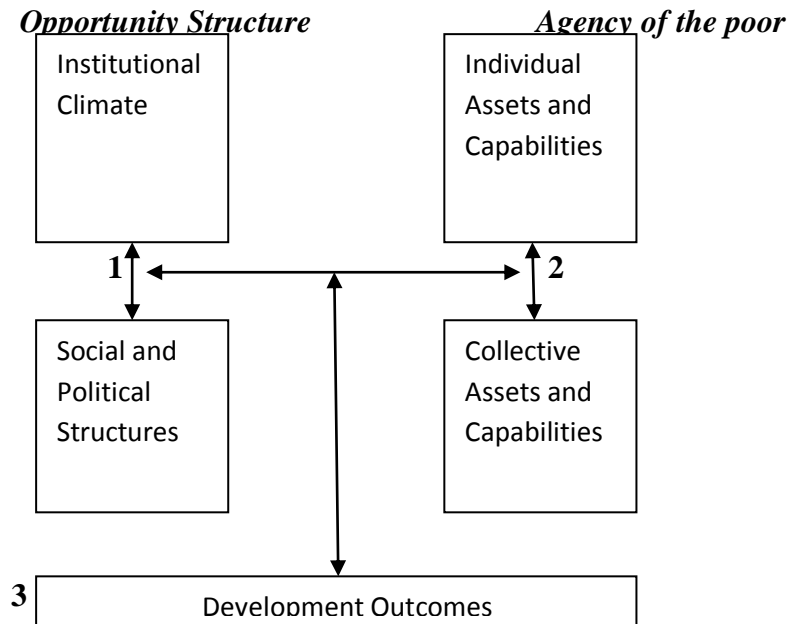 Opportunity Structure
Agency of the poor
Institutional
Climate
Individual
Assets and
Capabilities
1
2
Social and
Political
Structures
Collective
Assets and
Capabilities
3
Development Outcomes